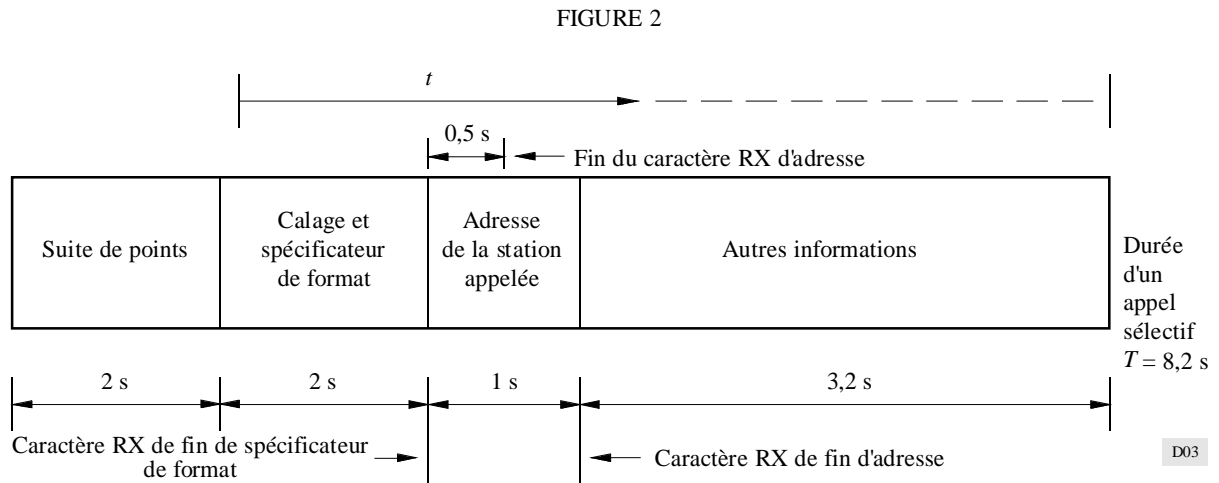 FIGURE 2
t
0,5 s
Fin du caractère RX d'adresse
Suite de points
Calage et
spécificateur
de format
Adresse
de la station
appelée
Autres informations
Durée
d'un
appel
sélectif
T = 8,2 s
2 s
2 s
1 s
3,2 s
Caractère RX de fin de spécificateur
de format
Caractère RX de fin d'adresse
D03